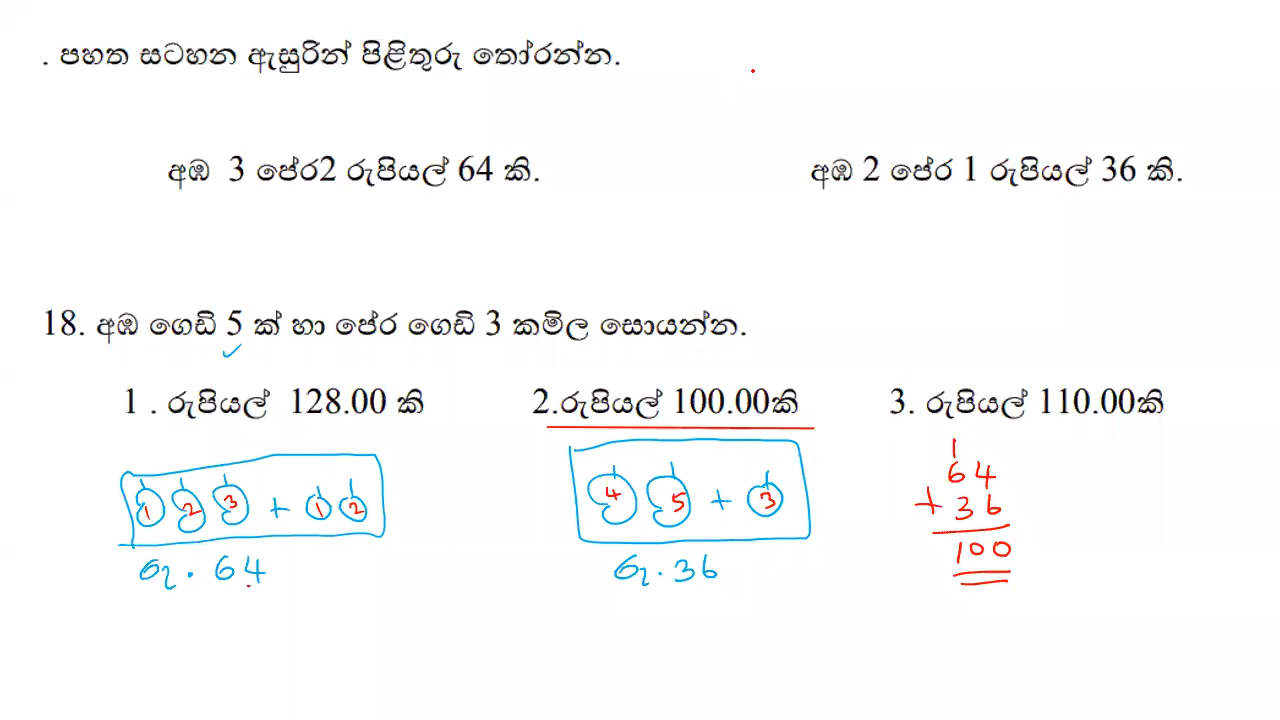 . පහත සටහන ඇසුරින් පිළිතුරු තෝරන්න.
අඹ 3 පේර2 රුපියල් 64 කි. අඹ 2 පේර 1 රුපියල් 36 කි.
18. අඹ ගෙඩි 5 ක් හා පේර ගෙඩි 3 කමිල සොයන්න.
1 . රුපියල් 128.00 කි 2.රුපියල් 100.00කි 3. රුපියල් 110.00කි
1 2 3 + 1 2
රු. 64
4 5 + 3
රු. 36
1
64
+ 36
100